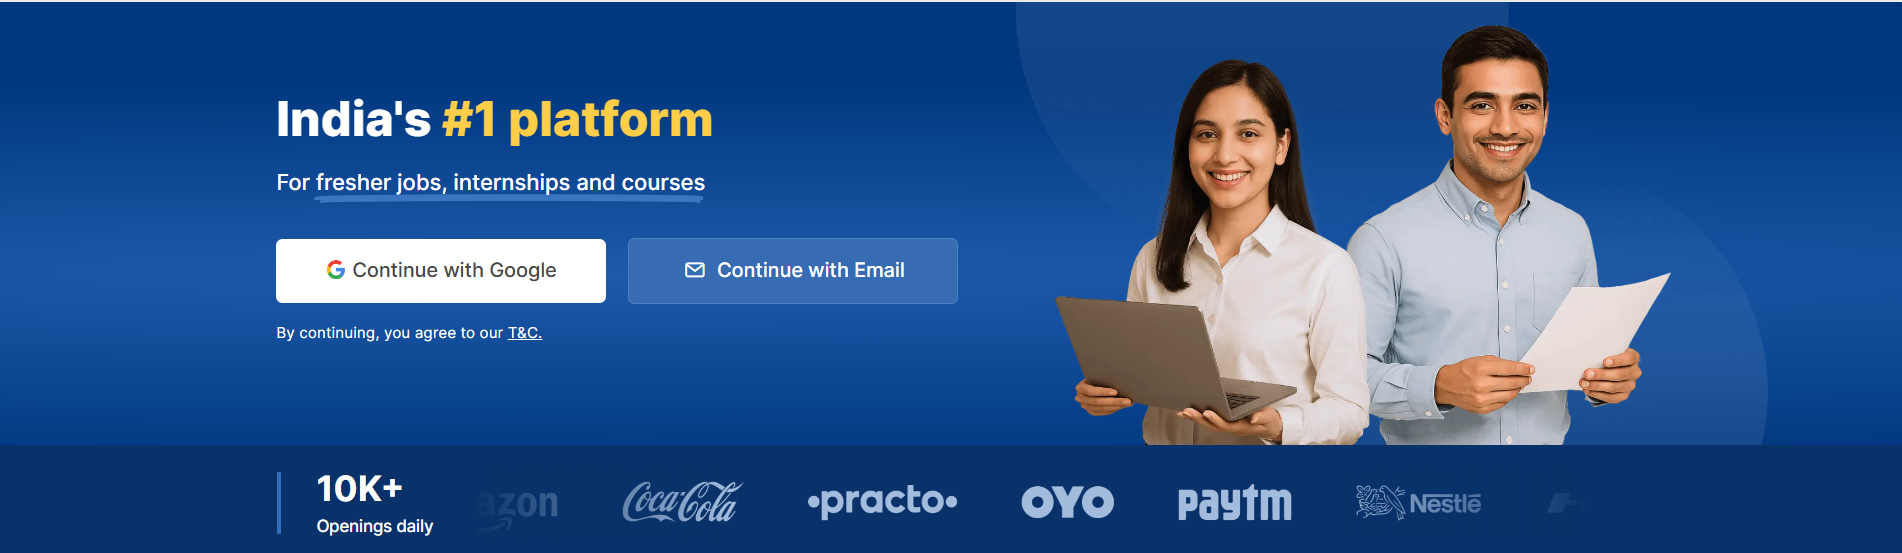 India's #1 platform
For fresher jobs, internships and courses
Continue with Google
Continue with Email
By continuing, you agree to our T&C.
10K+
Openings daily
azon
Coca-Cola
•practo•
OYO
paytm
Nestlé